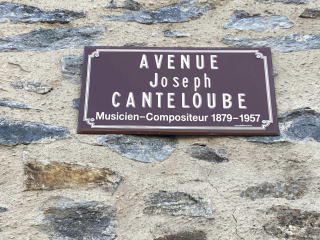 AVENUE
Joseph
CANTELOUBE
Musicien-Compositeur 1879-1957